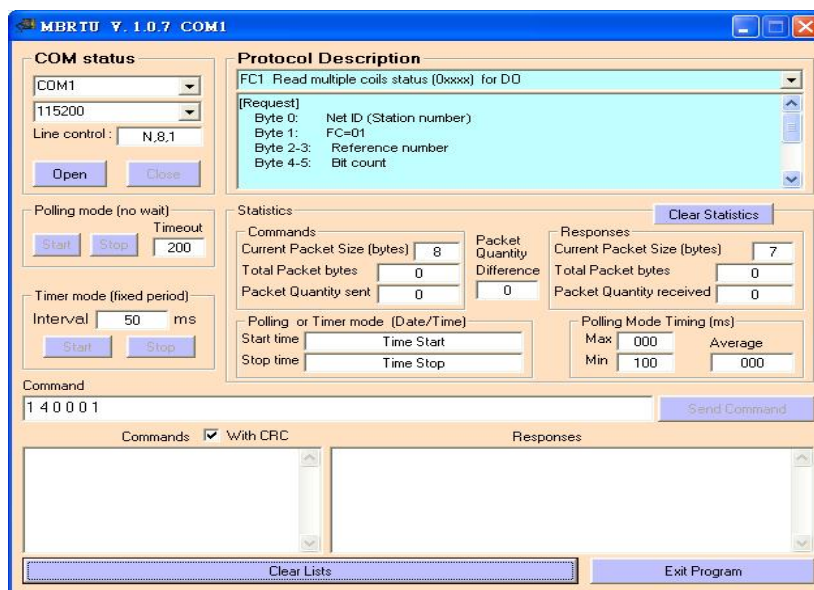 MBRTU V. 1.0.7 COM1
COM status
COM1
115200
Line control : N,8,1
Open Close
Protocol Description
FC1 Read multiple coils status (0xxxx) for DO
[Request]
Byte 0: Net ID (Station number)
Byte 1: FC=01
Byte 2-3: Reference number
Byte 4-5: Bit count
Polling mode (no wait)
Timeout
Start Stop 200
Timer mode (fixed period)
Interval 50 ms
Start Stop
Statistics
Clear Statistics
Commands
Current Packet Size (bytes) 8
Total Packet bytes 0
Packet Quantity sent 0
Packet
Quantity
Difference
0
Responses
Current Packet Size (bytes) 7
Total Packet bytes 0
Packet Quantity received 0
Polling or Timer mode (Date/Time)
Start time Time Start
Stop time Time Stop
Polling Mode Timing (ms)
Max 000 Average
Min 100 000
Command
1 4 0 0 0 1
Send Command
Commands With CRC
Responses
Clear Lists
Exit Program